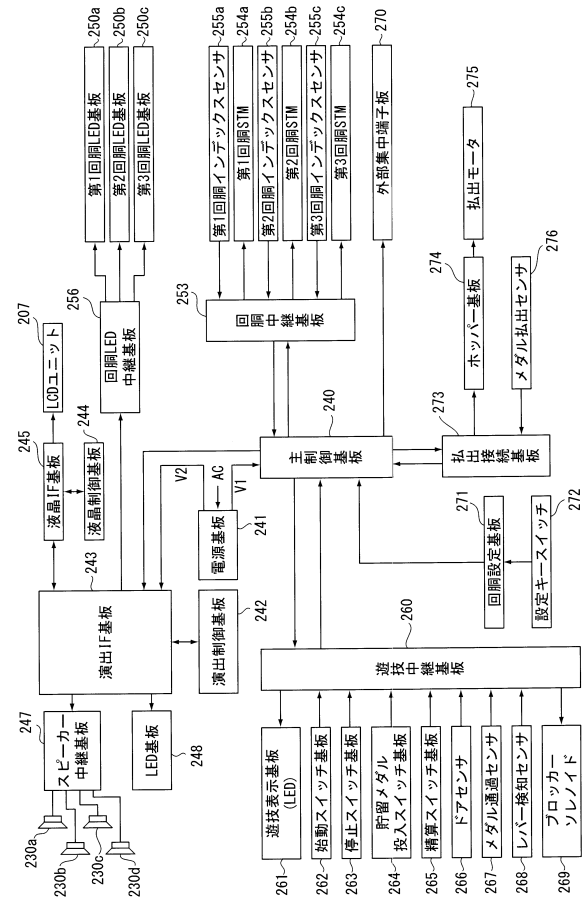 230a
230b
230c
230d
247
スピーカー
中継基板
LED基板
248
243
演出IF基板
演出制御基板
242
245
液晶IF基板
液晶制御基板
244
LCDユニット
207
256
回胴LED
中継基板
第1回胴LED基板
250a
第2回胴LED基板
250b
第3回胴LED基板
250c
V2
AC
V1
電源基板
241
240
主制御基板
253
回胴中継基板
第1回胴インデックスセンサ
255a
第1回胴STM
254a
第2回胴インデックスセンサ
255b
第2回胴STM
254b
第3回胴インデックスセンサ
255c
第3回胴STM
254c
外部集中端子板
270
273
払出接続基板
274
ホッパー基板
払出モータ
275
メダル払出センサ
276
271
回胴設定基板
設定キースイッチ
272
260
遊技中継基板
遊技表示基板
(LED)
261
始動スイッチ基板
262
停止スイッチ基板
263
貯留メダル
投入スイッチ基板
264
精算スイッチ基板
265
ドアセンサ
266
メダル通過センサ
267
レバー検知センサ
268
ブロッカー
ソレノイド
269